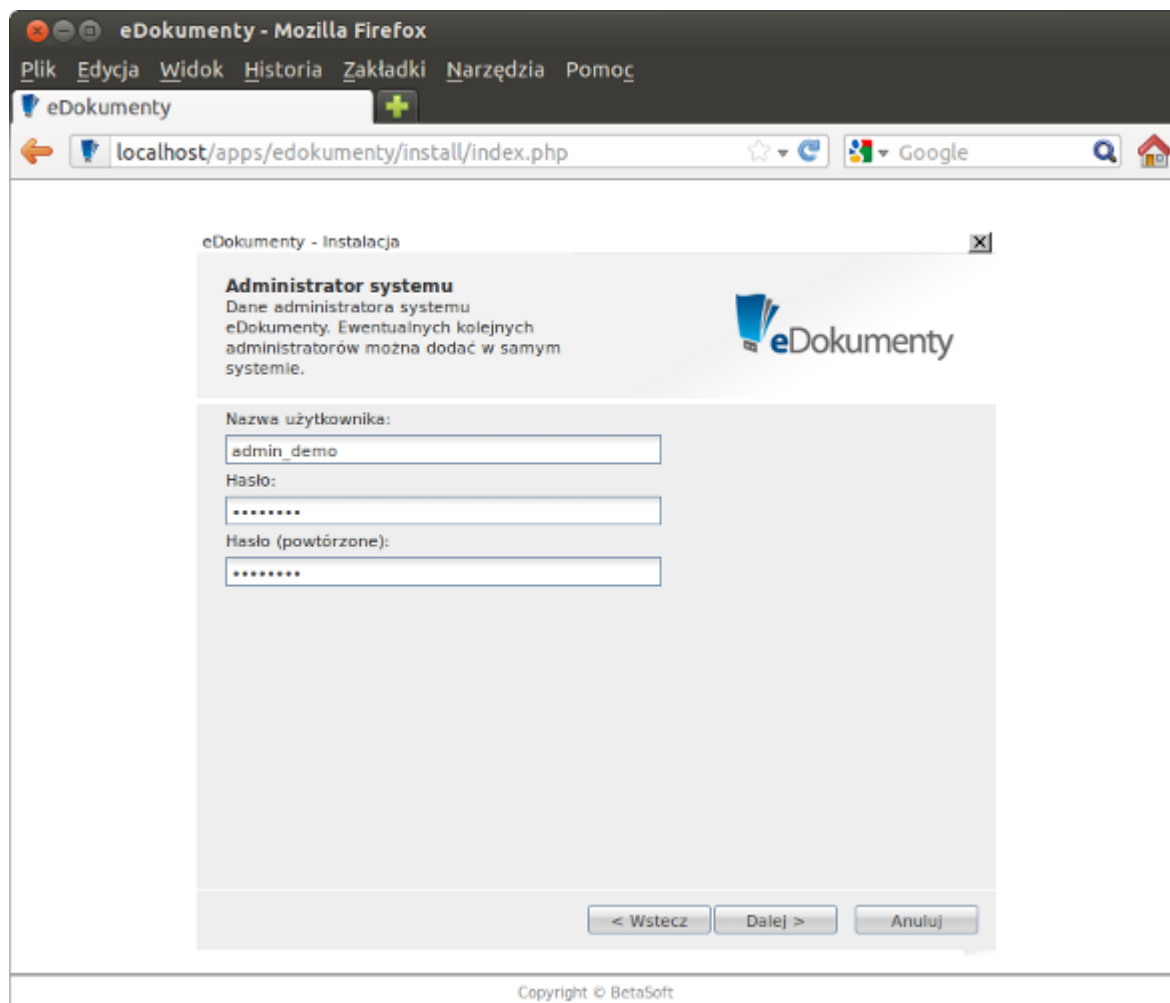 eDokumenty - Mozilla Firefox
Plik Edycja Widok Historia Zakładki Narzędzia Pomoc
eDokumenty
localhost/apps/edokumenty/install/index.php Google
eDokumenty - Instalacja
Administrator systemu
Dane administratora systemu
eDokumenty. Ewentualnych kolejnych
administratorów można dodać w samym
systemie.
eDokumenty
Nazwa użytkownika:
admin_demo
Hasło:
••••••••
Hasło (powtórzone):
••••••••
< Wstecz Dalej > Anuluj
Copyright © BetaSoft